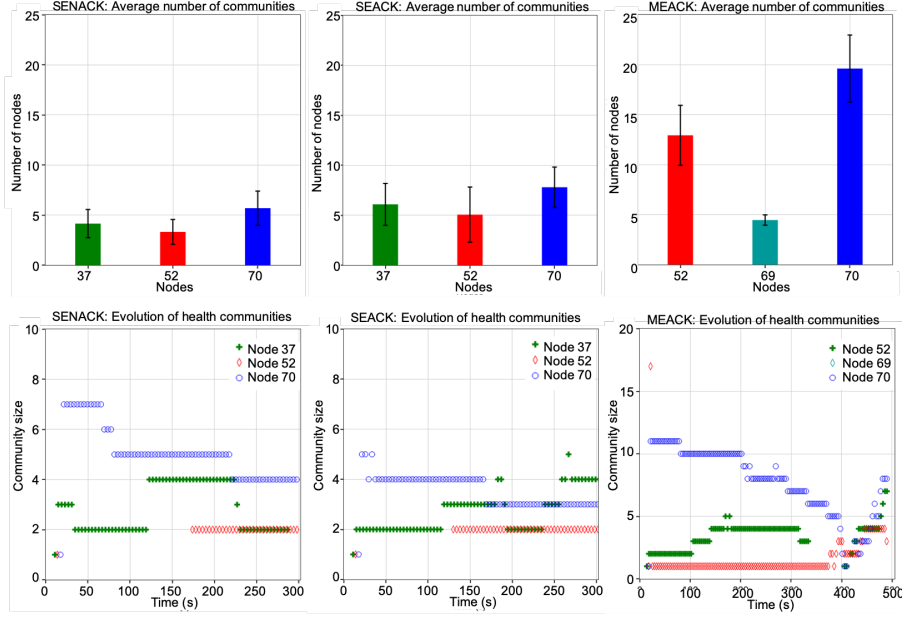 SENACK: Average number of communities
25
20
15
10
5
0
Number of nodes
37 52 70
Nodes
SEACK: Average number of communities
25
20
15
10
5
0
Number of nodes
37 52 70
Nodes
MEACK: Average number of communities
25
20
15
10
5
0
Number of nodes
52 69 70
Nodes
SENACK: Evolution of health communities
10
8
6
4
2
0
Community size
Node 37
Node 52
Node 70
0 50 100 150 200 250 300
Time (s)
SEACK: Evolution of health communities
10
8
6
4
2
0
Community size
Node 37
Node 52
Node 70
0 50 100 150 200 250 300
Time (s)
MEACK: Evolution of health communities
20
15
10
5
0
Community size
Node 52
Node 69
Node 70
0 100 200 300 400 500
Time (s)